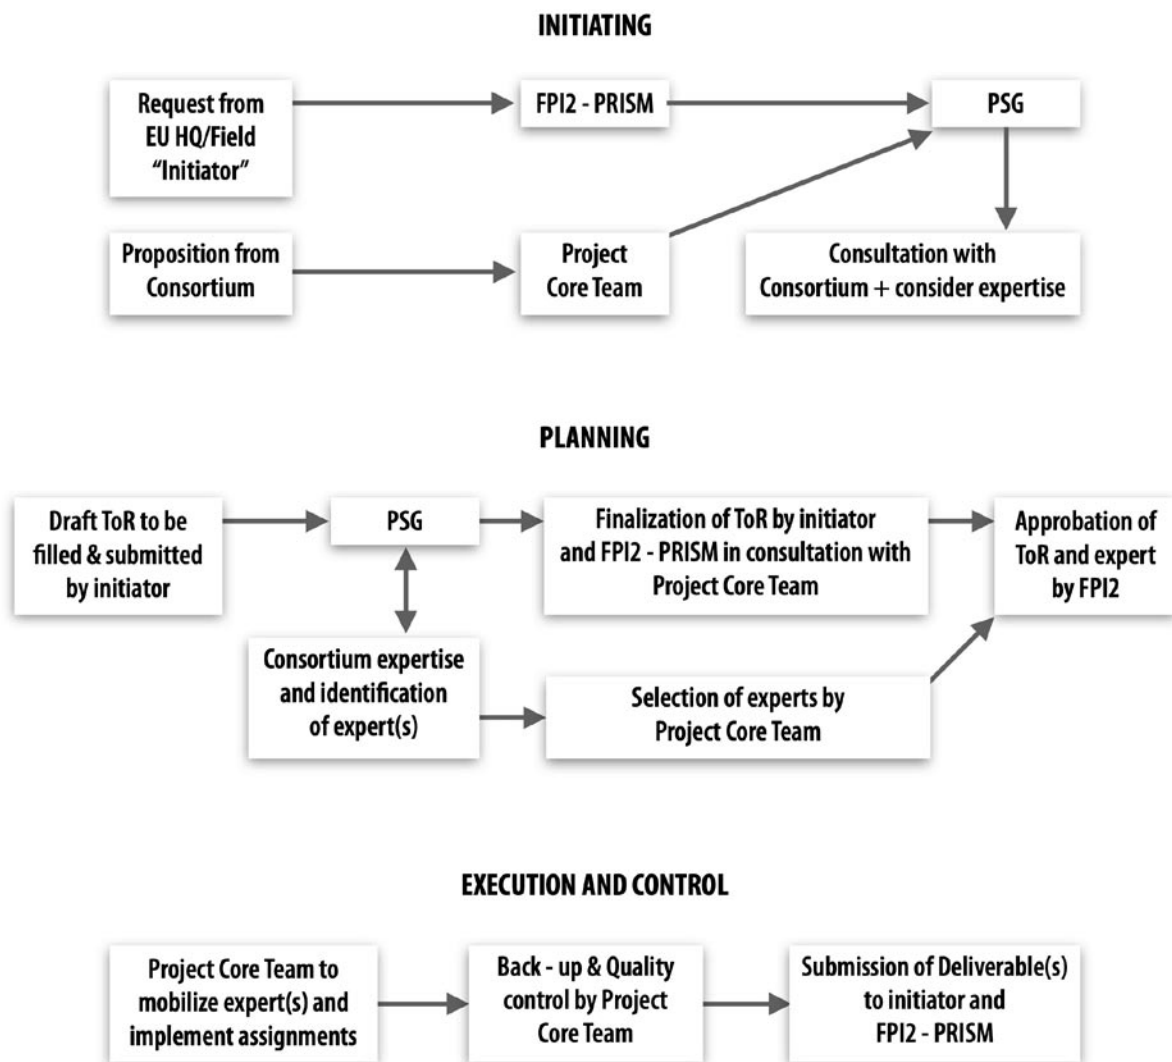 INITIATING
Request from
EU HQ/Field
“Initiator”
FPI2 - PRISM
PSG
Proposition from
Consortium
Project
Core Team
Consultation with
Consortium + consider expertise
PLANNING
Draft ToR to be
filled & submitted
by initiator
PSG
Finalization of ToR by initiator
and FPI2 - PRISM in consultation with
Project Core Team
Approbation of
ToR and expert
by FPI2
Consortium expertise
and identification
of expert(s)
Selection of experts by
Project Core Team
EXECUTION AND CONTROL
Project Core Team to
mobilize expert(s) and
implement assignments
Back - up & Quality
control by Project
Core Team
Submission of Deliverable(s)
to initiator and
FPI2 - PRISM